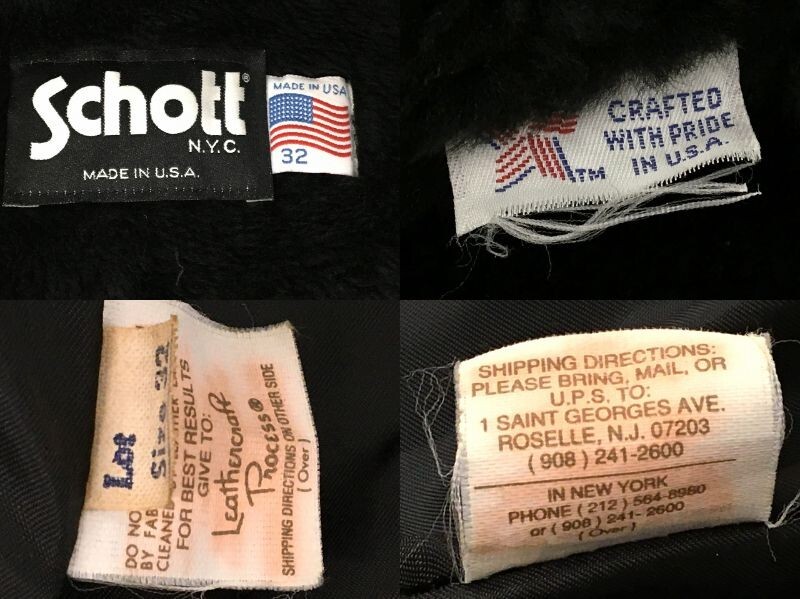 Schott®
N.Y.C.
MADE IN U.S.A.
MADE IN USA
32
TM
CRAFTED
WITH PRIDE
IN U.S.A.
Lot
Size 32
DO NO
BY FAB
CLEANE
FOR BEST RESULTS
GIVE TO:
Leathercraft
Process®
SHIPPING DIRECTIONS ON OTHER SIDE
(Over)
SHIPPING DIRECTIONS:
PLEASE BRING, MAIL, OR
U.P.S. TO:
1 SAINT GEORGES AVE.
ROSELLE, N.J. 07203
(908) 241-2600
IN NEW YORK
PHONE (212) 564-8980
or (908) 241-2600
(Over)